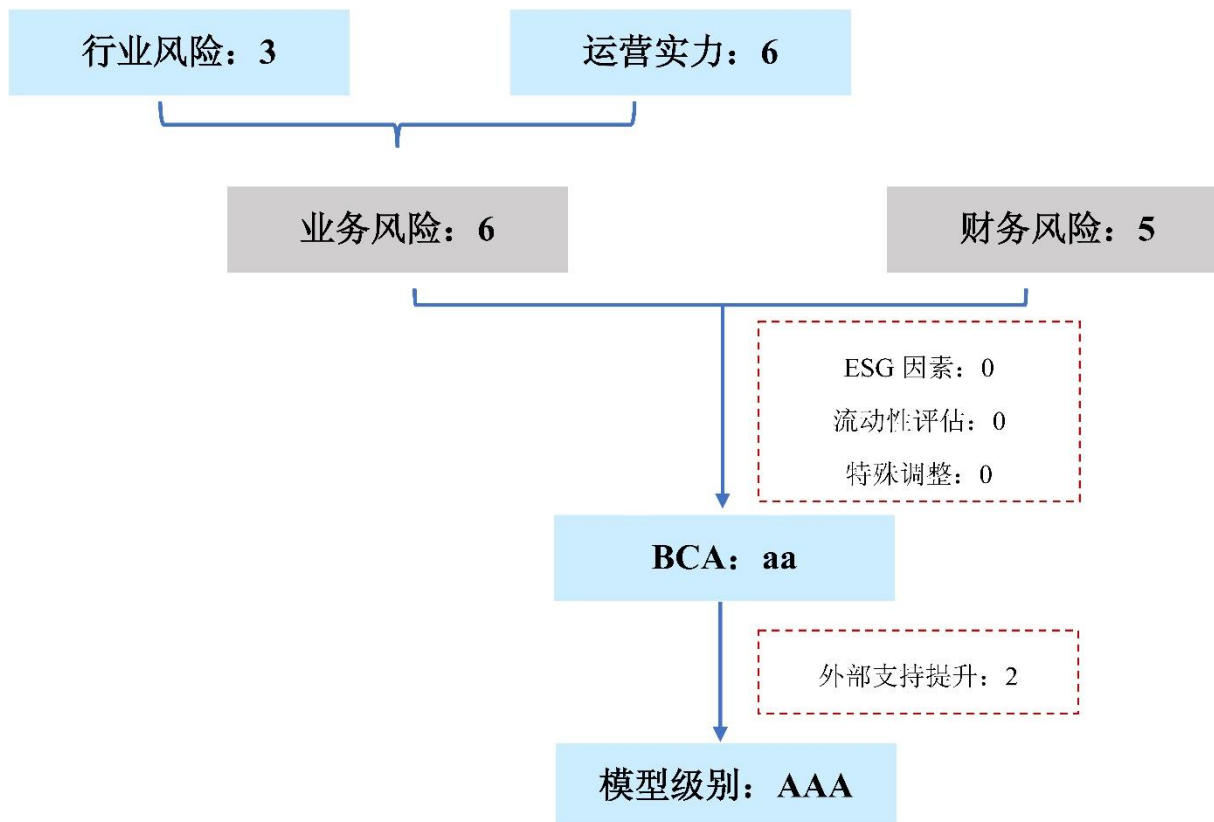 行业风险：3
运营实力：6
业务风险：6
财务风险：5
ESG 因素：0
流动性评估：0
特殊调整：0
BCA：aa
外部支持提升：2
模型级别：AAA